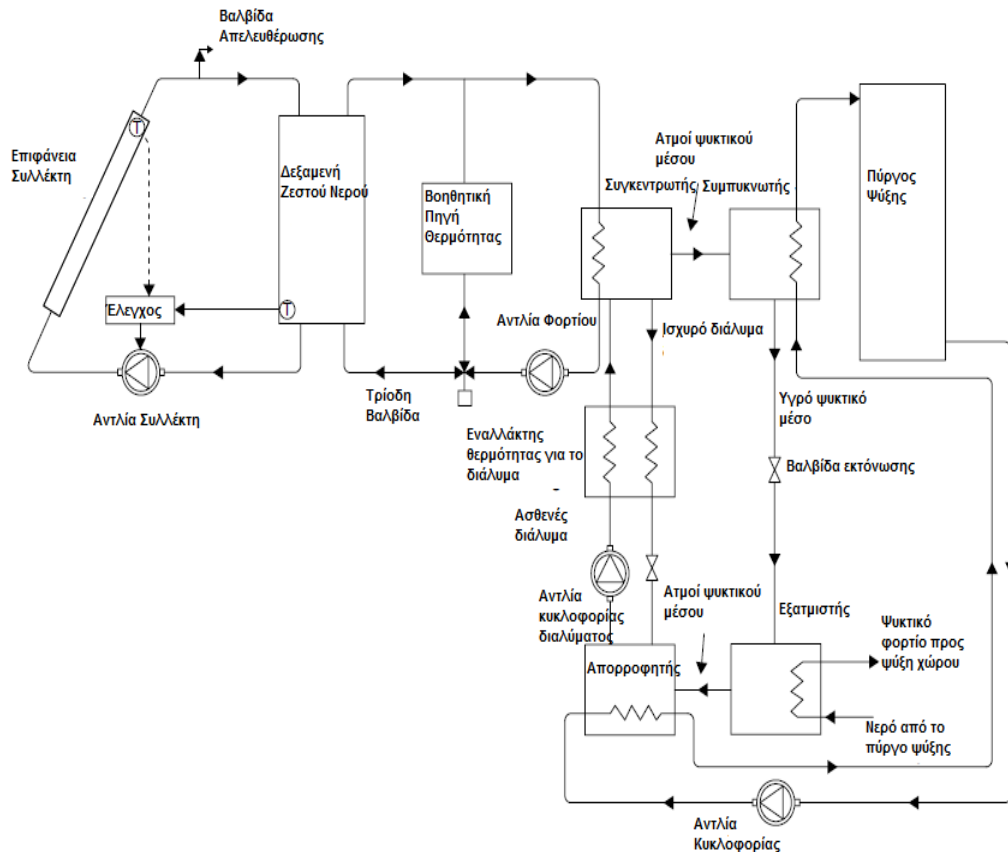 Βαλβίδα
Απελευθέρωσης
Επιφάνεια
Συλλέκτη
T
Δεξαμενή
Ζεστού Νερού
Βοηθητική
Πηγή
Θερμότητας
Ατμοί ψυκτικού
μέσου
Συγκεντρωτής
Συμπυκνωτής
Πύργος
Ψύξης
Έλεγχος
T
Αντλία Φορτίου
Ισχυρό διάλυμα
Αντλία Συλλέκτη
Τρίοδη
Βαλβίδα
Υγρό ψυκτικό
μέσο
Εναλλάκτης
θερμότητας για το
διάλυμα
Βαλβίδα εκτόνωσης
Ασθενές
διάλυμα
Αντλία
κυκλοφορίας
διαλύματος
Ατμοί ψυκτικού
μέσου
Εξατμιστής
Ψυκτικό
φορτίο προς
ψύξη χώρου
Απορροφητής
Νερό από το
πύργο ψύξης
Αντλία
Κυκλοφορίας